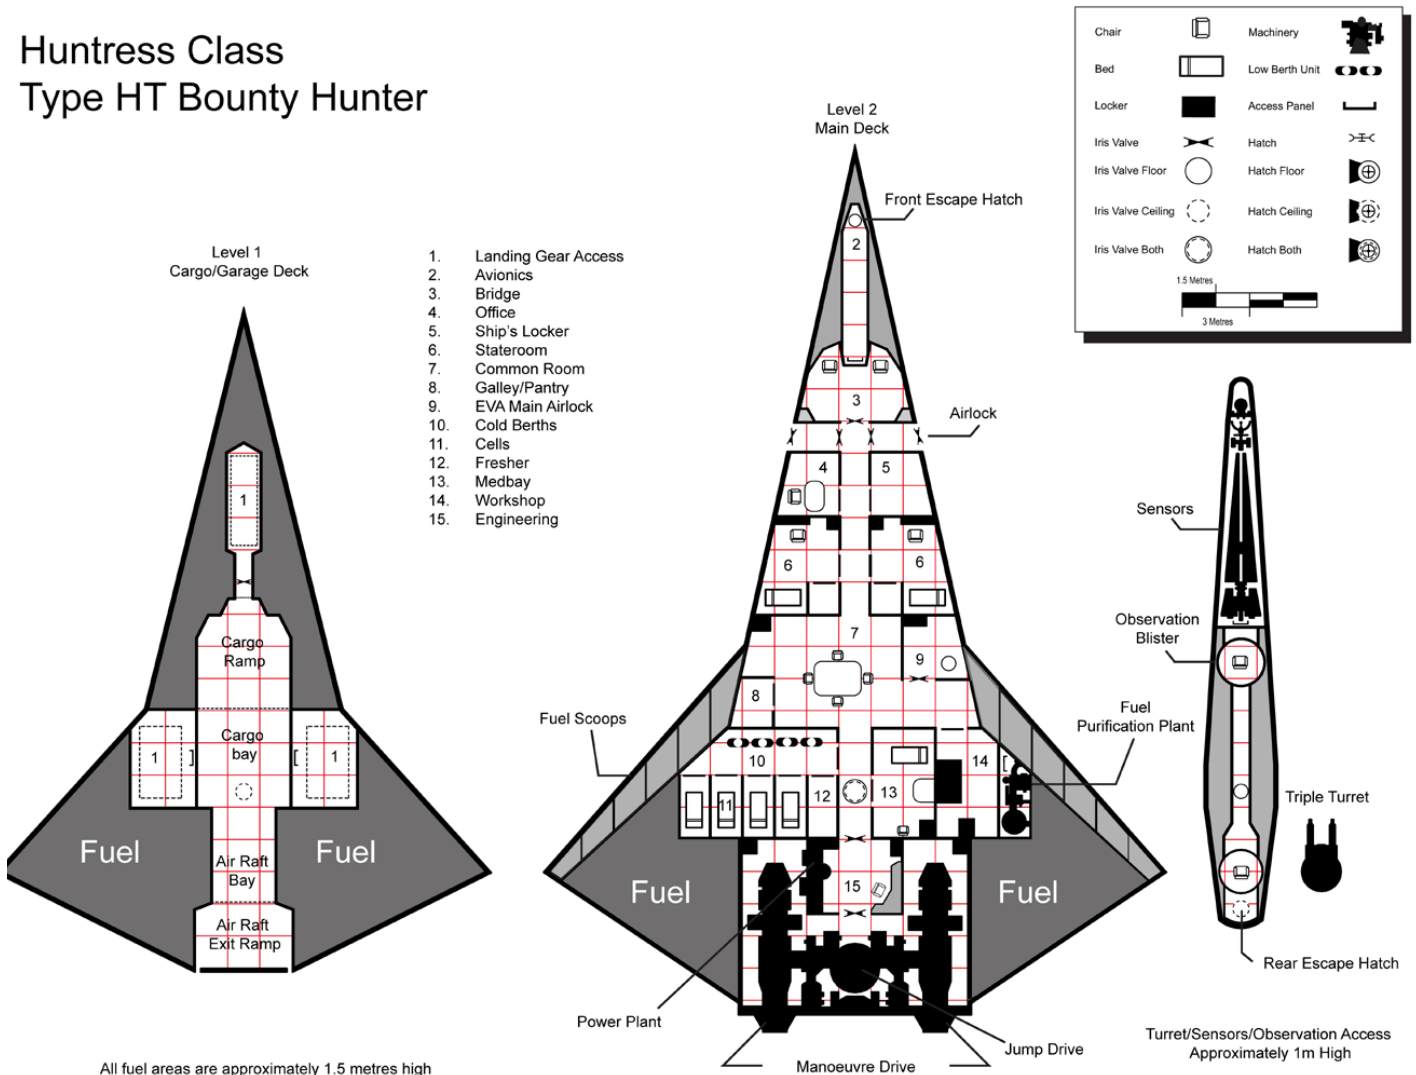 Huntress Class
Type HT Bounty Hunter
Level 1
Cargo/Garage Deck
1
Cargo
Ramp
Cargo
bay
1
1
Fuel
Fuel
Air Raft
Bay
Air Raft
Exit Ramp
All fuel areas are approximately 1.5 metres high
1. Landing Gear Access
2. Avionics
3. Bridge
4. Office
5. Ship's Locker
6. Stateroom
7. Common Room
8. Galley/Pantry
9. EVA Main Airlock
10. Cold Berths
11. Cells
12. Fresher
13. Medbay
14. Workshop
15. Engineering
Level 2
Main Deck
Front Escape Hatch
2
3
Airlock
4
5
6
6
7
9
8
Fuel Scoops
Fuel
Purification Plant
10
14
11
12
13
Fuel
15
Fuel
Power Plant
Jump Drive
Manoeuvre Drive
Chair
Machinery
Bed
Low Berth Unit
Locker
Access Panel
Iris Valve
Hatch
Iris Valve Floor
Hatch Floor
Iris Valve Ceiling
Hatch Ceiling
Iris Valve Both
Hatch Both
1.5 Metres
3 Metres
Sensors
Observation
Blister
Triple Turret
Rear Escape Hatch
Turret/Sensors/Observation Access
Approximately 1m High